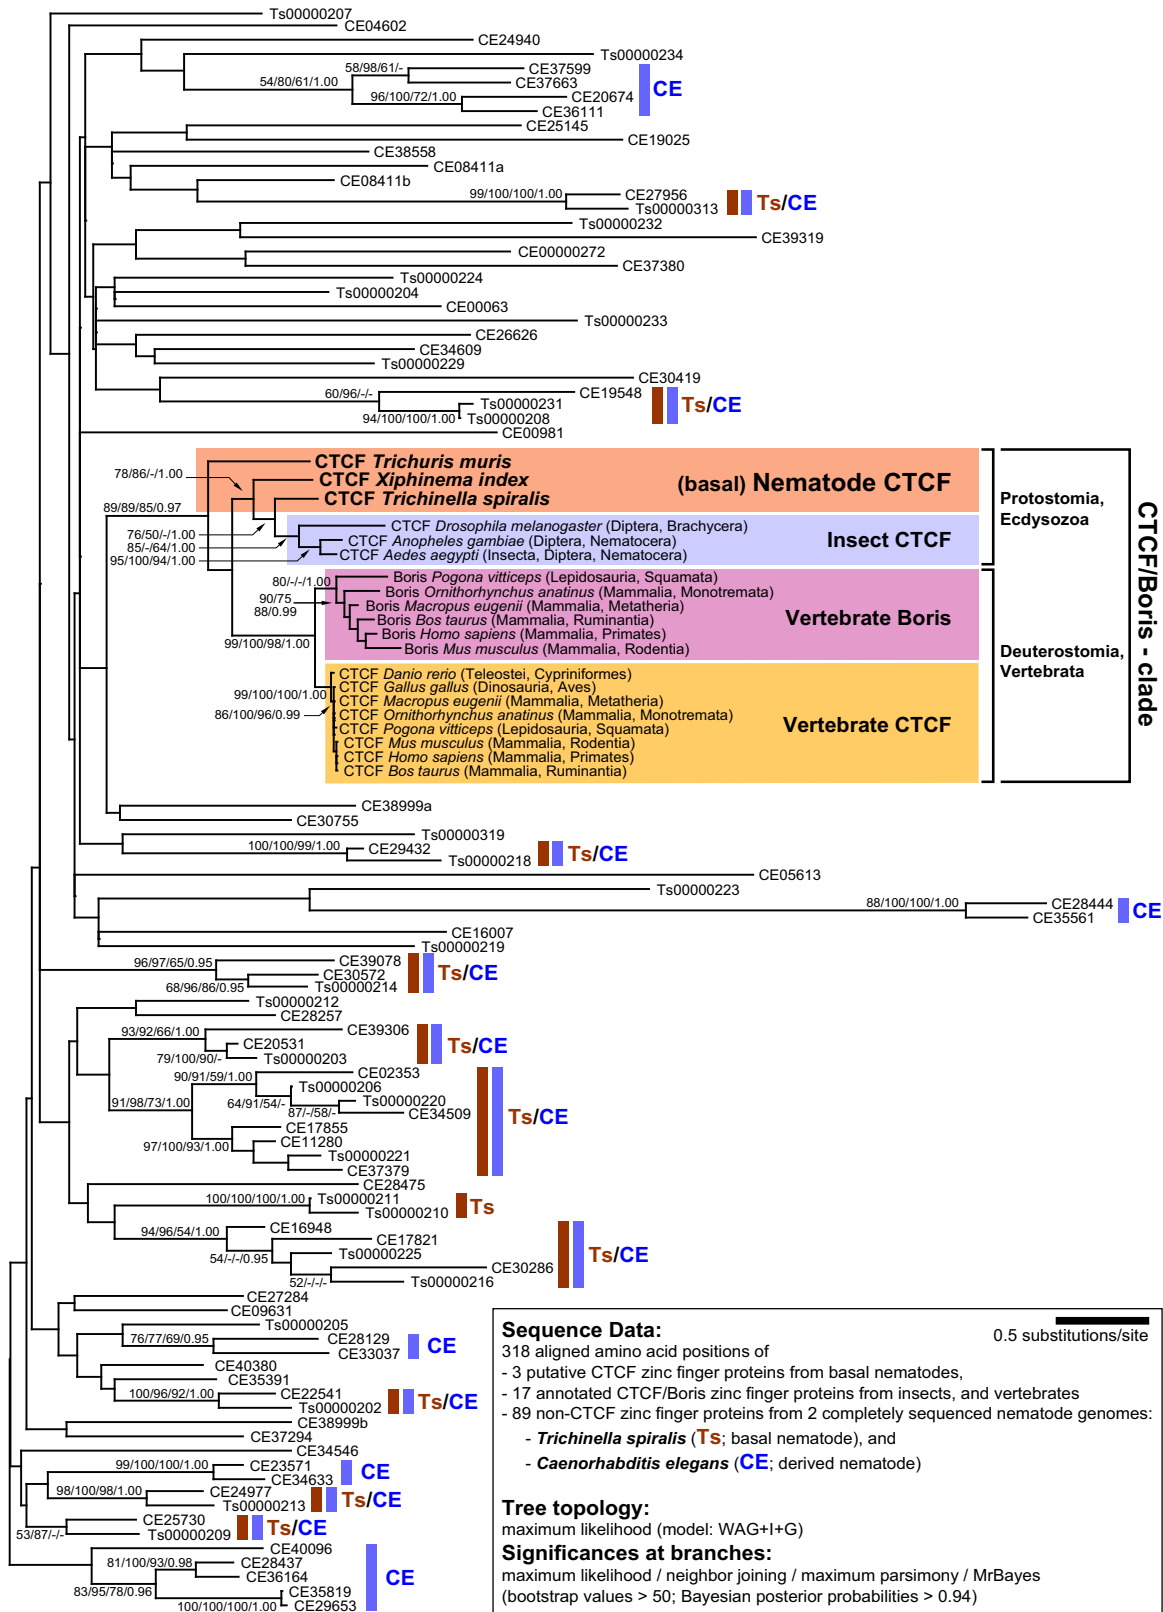 Ts00000207
CE04602
CE24940
Ts00000234
58/98/61/-
CE37599
54/80/61/1.00
CE37663
CE
96/100/72/1.00
CE20674
CE36111
CE25145
CE19025
CE38558
CE08411a
CE08411b
99/100/100/1.00
CE27956
Ts00000313
Ts/CE
Ts00000232
CE39319
CE00000272
CE37380
Ts00000224
Ts00000204
CE00063
Ts00000233
CE26626
CE34609
Ts00000229
CE30419
60/96/-/-
CE19548
Ts00000231
Ts/CE
94/100/100/1.00
Ts00000208
CE00981
78/86/-/1.00
CTCF Trichuris muris
CTCF Xiphinema index
(basal) Nematode CTCF
CTCF Trichinella spiralis
89/89/85/0.97
Protostomia,
Ecdysozoa
76/50/-/1.00
85/-/64/1.00
95/100/94/1.00
CTCF Drosophila melanogaster (Diptera, Brachycera)
CTCF Anopheles gambiae (Diptera, Nematocera)
Insect CTCF
CTCF Aedes aegypti (Insecta, Diptera, Nematocera)
CTCF/Boris - clade
80/-/-/1.00
90/75
88/0.99
Boris Pogona vitticeps (Lepidosauria, Squamata)
Boris Ornithorhynchus anatinus (Mammalia, Monotremata)
Boris Macropus eugenii (Mammalia, Metatheria)
Boris Bos taurus (Mammalia, Ruminantia)
Vertebrate Boris
Boris Homo sapiens (Mammalia, Primates)
Boris Mus musculus (Mammalia, Rodentia)
99/100/98/1.00
Deuterostomia,
Vertebrata
99/100/100/1.00
86/100/96/0.99
CTCF Danio rerio (Teleostei, Cypriniformes)
CTCF Gallus gallus (Dinosauria, Aves)
CTCF Macropus eugenii (Mammalia, Metatheria)
CTCF Ornithorhynchus anatinus (Mammalia, Monotremata)
CTCF Pogona vitticeps (Lepidosauria, Squamata)
Vertebrate CTCF
CTCF Mus musculus (Mammalia, Rodentia)
CTCF Homo sapiens (Mammalia, Primates)
CTCF Bos taurus (Mammalia, Ruminantia)
CE38999a
CE30755
Ts00000319
100/100/99/1.00
CE29432
Ts00000218
Ts/CE
CE05613
Ts00000223
88/100/100/1.00
CE28444
CE35561
CE
CE16007
Ts00000219
96/97/65/0.95
CE39078
CE30572
Ts/CE
68/96/86/0.95
Ts00000214
Ts00000212
CE28257
93/92/66/1.00
CE39306
CE20531
Ts/CE
79/100/90/-
Ts00000203
90/91/59/1.00
CE02353
Ts00000206
64/91/54/-
Ts00000220
91/98/73/1.00
87/-/58/-
CE34509
Ts/CE
CE17855
97/100/93/1.00
CE11280
Ts00000221
CE37379
CE28475
100/100/100/1.00
Ts00000211
Ts00000210
Ts
94/96/54/1.00
CE16948
CE17821
54/-/-/0.95
Ts00000225
Ts/CE
CE30286
52/-/-/-
Ts00000216
CE27284
CE09631
Ts00000205
76/77/69/0.95
CE28129
CE33037
CE
CE40380
CE35391
100/96/92/1.00
CE22541
Ts00000202
Ts/CE
CE38999b
CE37294
CE34546
99/100/100/1.00
CE23571
CE34633
CE
98/100/98/1.00
CE24977
Ts00000213
Ts/CE
CE25730
53/87/-/-
Ts00000209
Ts/CE
CE40096
81/100/93/0.98
CE28437
CE36164
CE
83/95/78/0.96
CE35819
100/100/100/1.00
CE29653
0.5 substitutions/site
Sequence Data:
318 aligned amino acid positions of
- 3 putative CTCF zinc finger proteins from basal nematodes,
- 17 annotated CTCF/Boris zinc finger proteins from insects, and vertebrates
- 89 non-CTCF zinc finger proteins from 2 completely sequenced nematode genomes:
- Trichinella spiralis (Ts; basal nematode), and
- Caenorhabditis elegans (CE; derived nematode)
Tree topology:
maximum likelihood (model: WAG+I+G)
Significances at branches:
maximum likelihood / neighbor joining / maximum parsimony / MrBayes
(bootstrap values > 50; Bayesian posterior probabilities > 0.94)